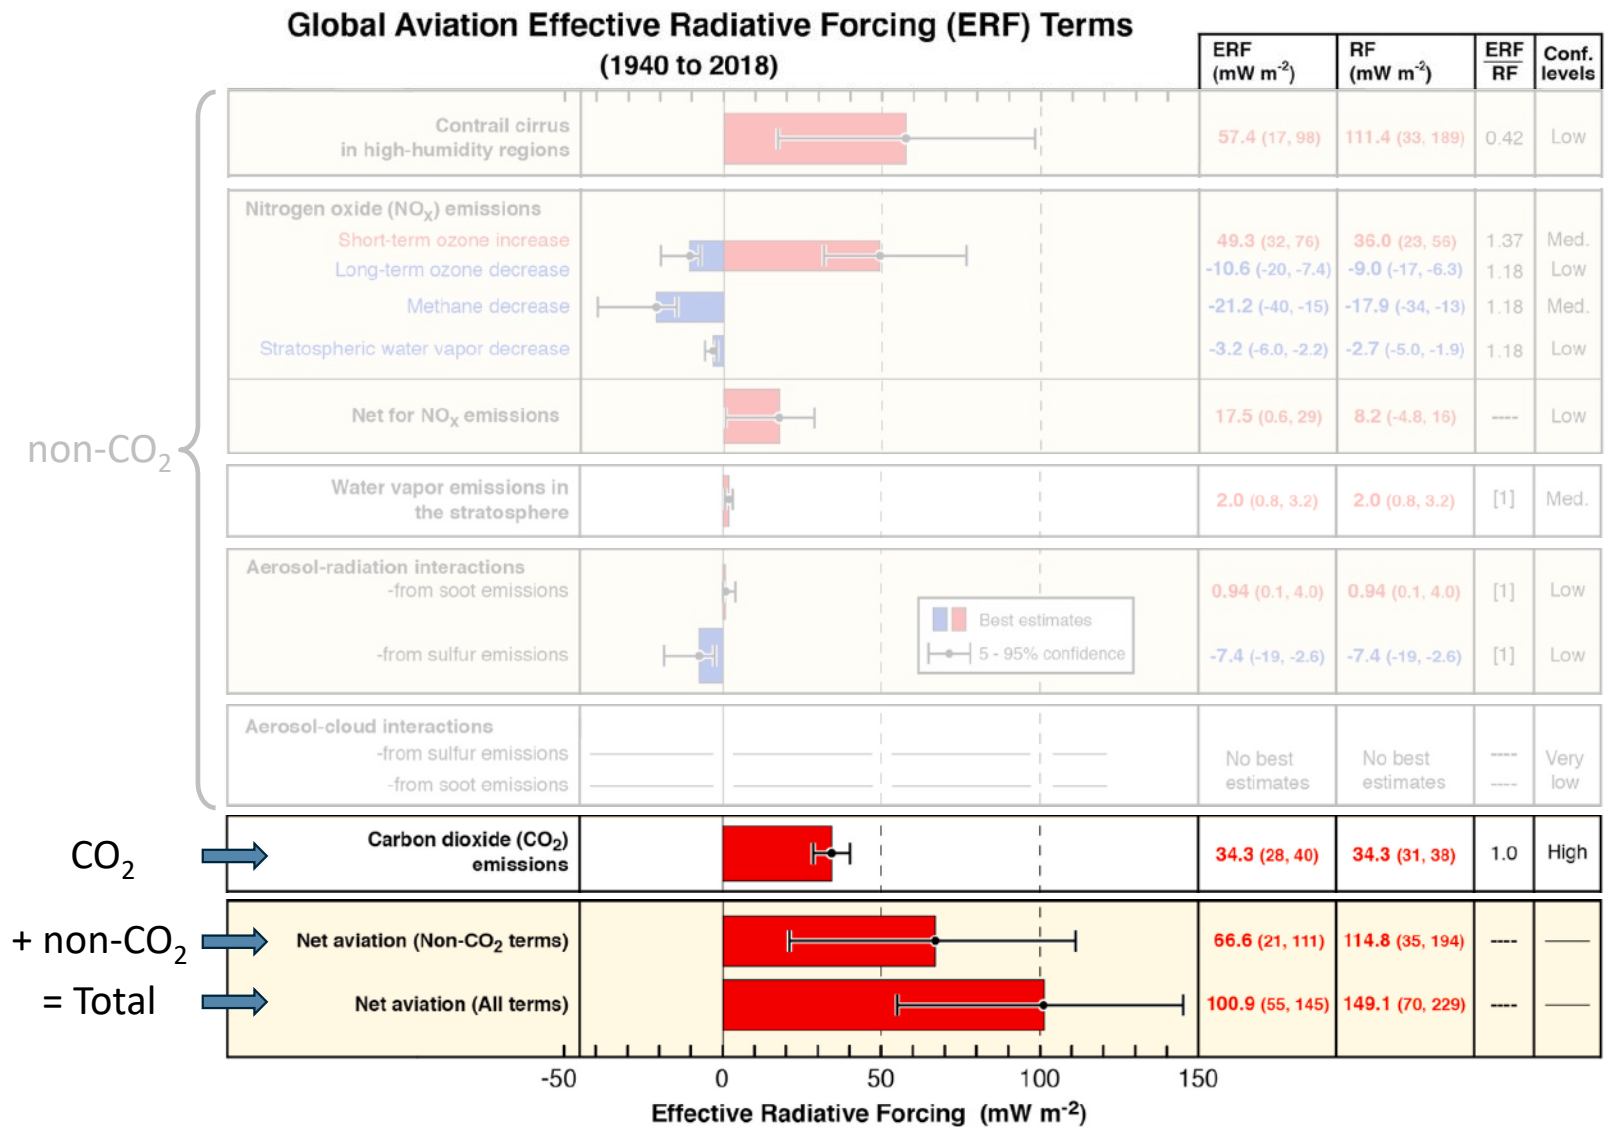 Global Aviation Effective Radiative Forcing (ERF) Terms
(1940 to 2018)
ERF (mW m-2)
RF (mW m-2)
ERF RF
Conf. levels
non-CO2
Contrail cirrus
in high-humidity regions
57.4 (17, 98) 111.4 (33, 189) 0.42 Low
Nitrogen oxide (NOx) emissions
Short-term ozone increase 49.3 (32, 76) 36.0 (23, 56) 1.37 Med.
Long-term ozone decrease -10.6 (-20, -7.4) -9.0 (-17, -6.3) 1.18 Low
Methane decrease -21.2 (-40, -15) -17.9 (-34, -13) 1.18 Med.
Stratospheric water vapor decrease -3.2 (-6.0, -2.2) -2.7 (-5.0, -1.9) 1.18 Low
Net for NOx emissions 17.5 (0.6, 29) 8.2 (-4.8, 16) ---- Low
Water vapor emissions in
the stratosphere
2.0 (0.8, 3.2) 2.0 (0.8, 3.2) [1] Med.
Aerosol-radiation interactions
-from soot emissions 0.94 (0.1, 4.0) 0.94 (0.1, 4.0) [1] Low
-from sulfur emissions -7.4 (-19, -2.6) -7.4 (-19, -2.6) [1] Low
Best estimates
5 - 95% confidence
Aerosol-cloud interactions
-from sulfur emissions
-from soot emissions
No best estimates
No best estimates
----
----
Very low
CO2
Carbon dioxide (CO2)
emissions
34.3 (28, 40) 34.3 (31, 38) 1.0 High
+ non-CO2
Net aviation (Non-CO2 terms) 66.6 (21, 111) 114.8 (35, 194) ----
= Total
Net aviation (All terms) 100.9 (55, 145) 149.1 (70, 229) ----
-50 0 50 100 150
Effective Radiative Forcing (mW m-2)